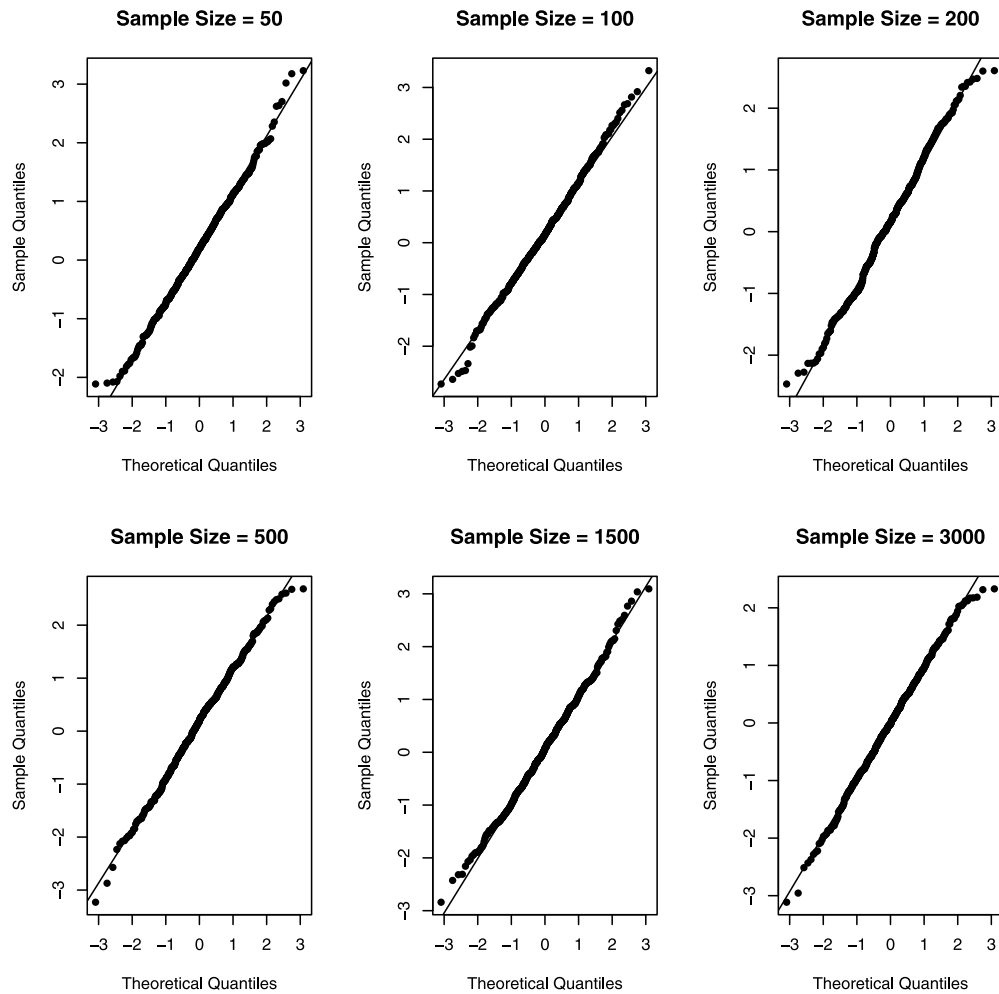 Sample Size = 50
3
2
1
0
−1
−2
Sample Quantiles
−3 −2 −1 0 1 2 3
Theoretical Quantiles
Sample Size = 100
3
2
1
0
−1
−2
Sample Quantiles
−3 −2 −1 0 1 2 3
Theoretical Quantiles
Sample Size = 200
2
1
0
−1
−2
Sample Quantiles
−3 −2 −1 0 1 2 3
Theoretical Quantiles
Sample Size = 500
2
1
0
−1
−2
−3
Sample Quantiles
−3 −2 −1 0 1 2 3
Theoretical Quantiles
Sample Size = 1500
3
2
1
0
−1
−2
−3
Sample Quantiles
−3 −2 −1 0 1 2 3
Theoretical Quantiles
Sample Size = 3000
2
1
0
−1
−2
−3
Sample Quantiles
−3 −2 −1 0 1 2 3
Theoretical Quantiles